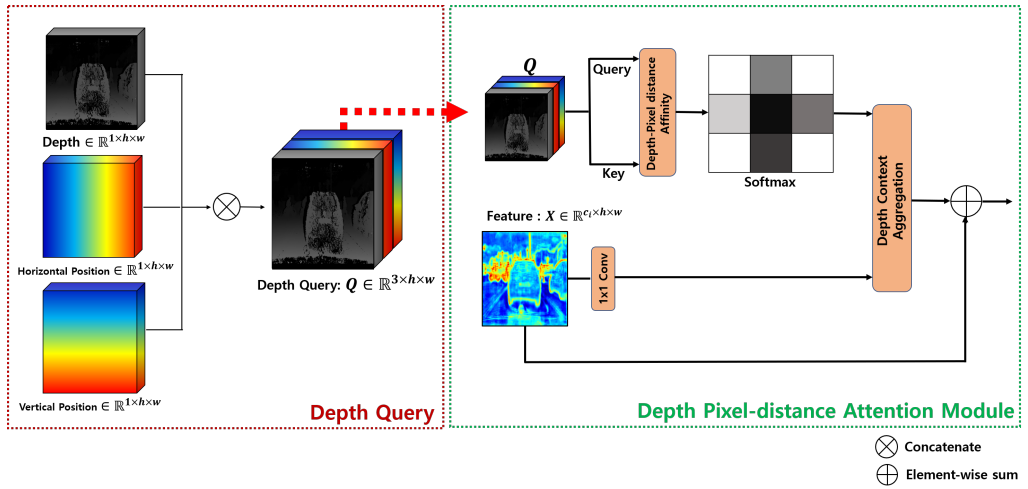 Depth ∈ ℝ^{1×h×w}
Horizontal Position ∈ ℝ^{1×h×w}
Vertical Position ∈ ℝ^{1×h×w}
Depth Query: Q ∈ ℝ^{3×h×w}
Depth Query
Q
Query
Key
Depth-Pixel distance
Affinity
Softmax
Feature : X ∈ ℝ^{c_i×h×w}
1x1 Conv
Depth Context
Aggregation
Depth Pixel-distance Attention Module
Concatenate
Element-wise sum